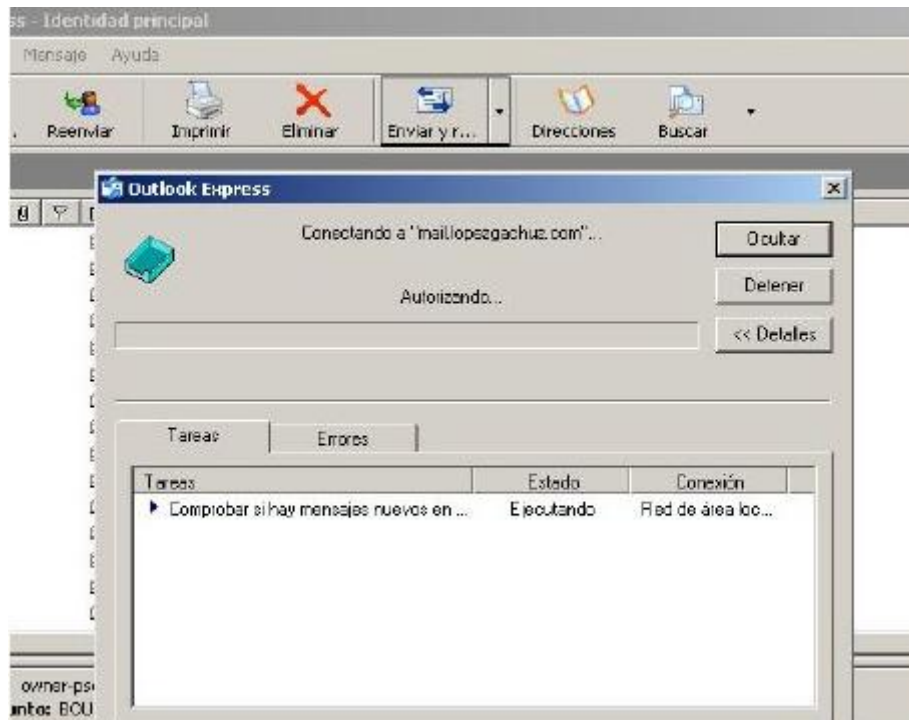 ss - Identidad principal
Mensaje Ayuda
Reenviar Imprimir Eliminar Enviar y r... Direcciones Buscar
Outlook Express
Conectando a "mail.lopezgachuz.com"...
Ocultar
Autorizando...
Detener
<< Detalles
Tareas Errores
Tareas Estado Conexión
Comprobar si hay mensajes nuevos en ... Ejecutando Red de área loc...
owner-ps
unto: BOU